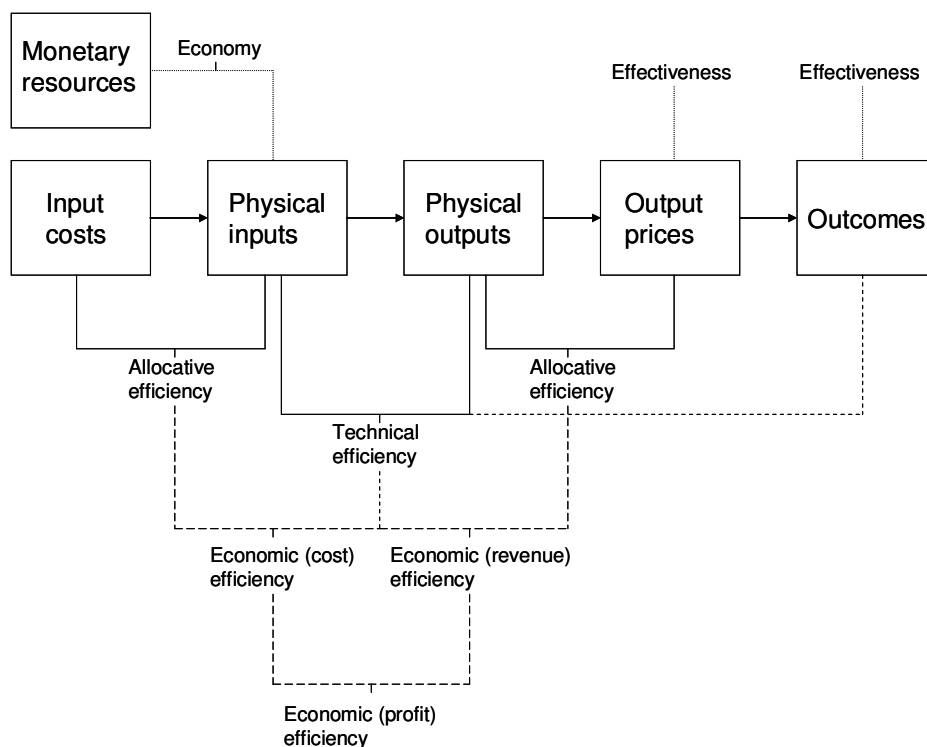 Monetary
resources
Economy
Effectiveness
Effectiveness
Input
costs
Physical
inputs
Physical
outputs
Output
prices
Outcomes
Allocative
efficiency
Allocative
efficiency
Technical
efficiency
Economic (cost)
efficiency
Economic (revenue)
efficiency
Economic (profit)
efficiency